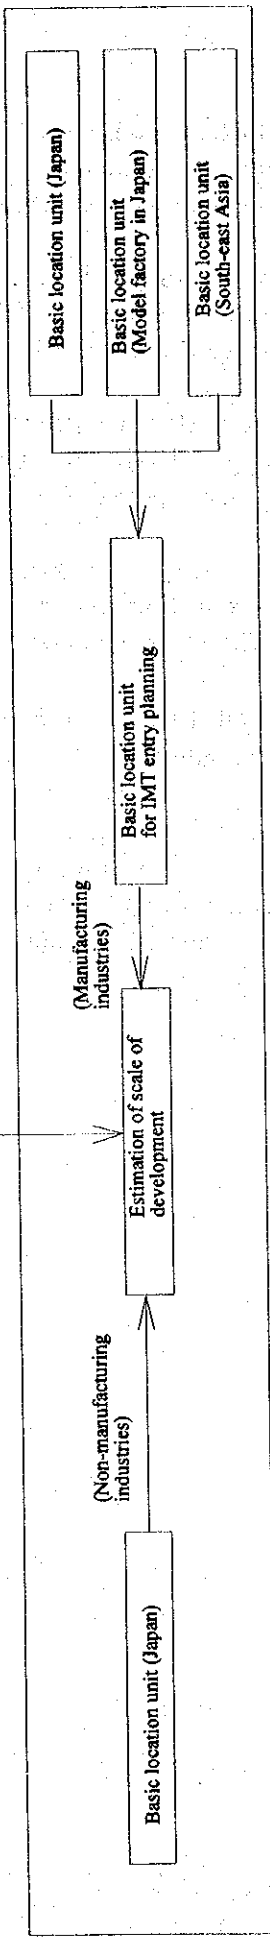 Basic location unit (Japan)
(Non-manufacturing
industries)
Estimation of scale of
development
(Manufacturing
industries)
Basic location unit
for IMT entry planning
Basic location unit (Japan)
Basic location unit
(Model factory in Japan)
Basic location unit
(South-east Asia)